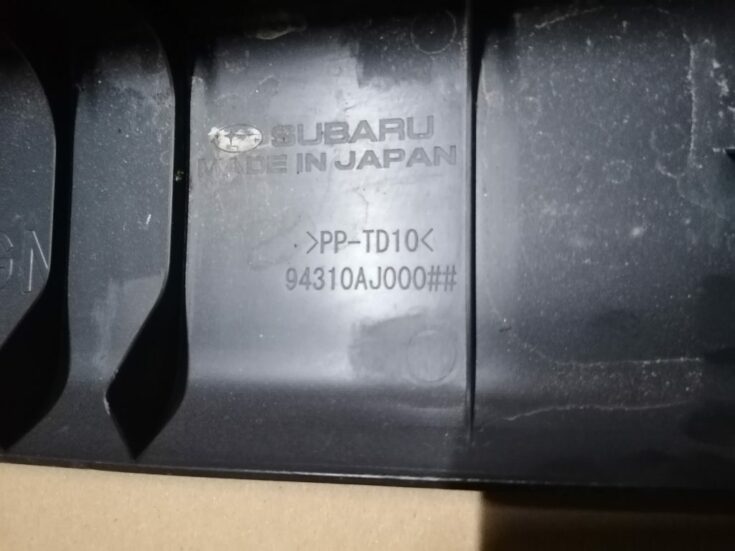 SUBARU
MADE IN JAPAN
>PP-TD10<
94310AJ000##